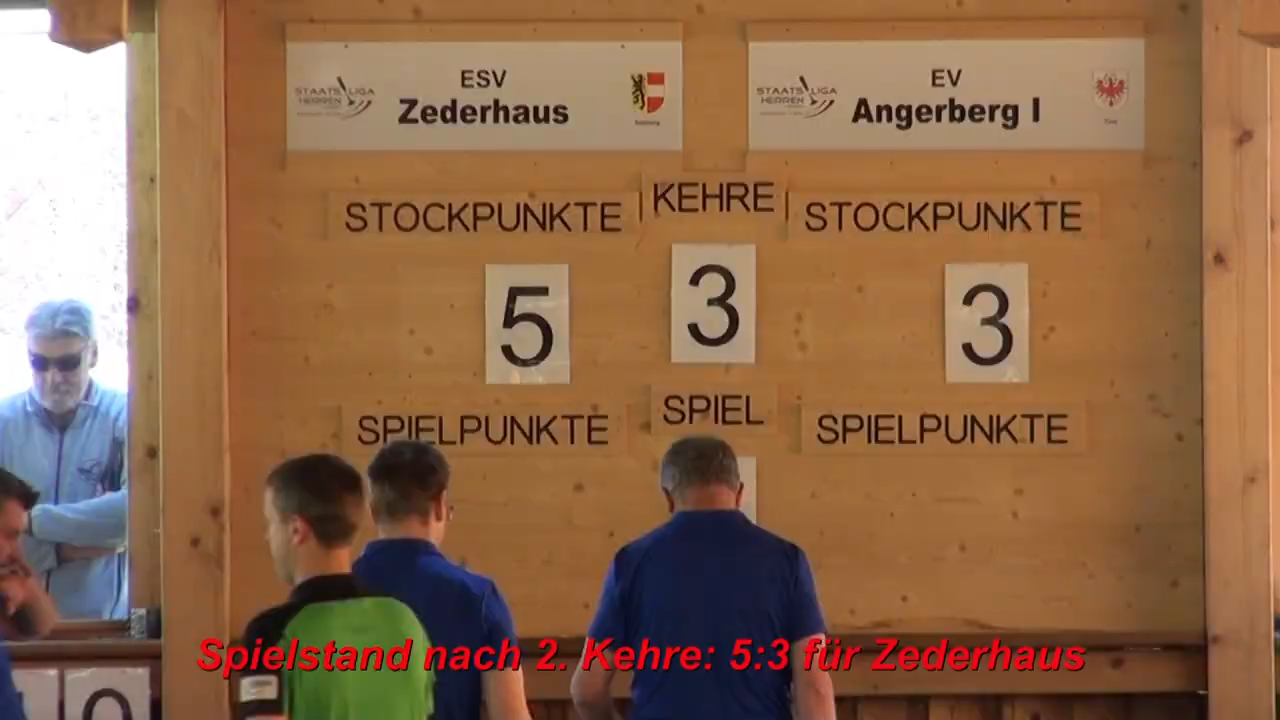 ESV
Zederhaus
STAATSLIGA
HERREN
EV
Angerberg I
STAATSLIGA
HERREN
KEHRE
STOCKPUNKTE
STOCKPUNKTE
5
3
3
SPIEL
SPIELPUNKTE
SPIELPUNKTE
Spielstand nach 2. Kehre: 5:3 für Zederhaus
0